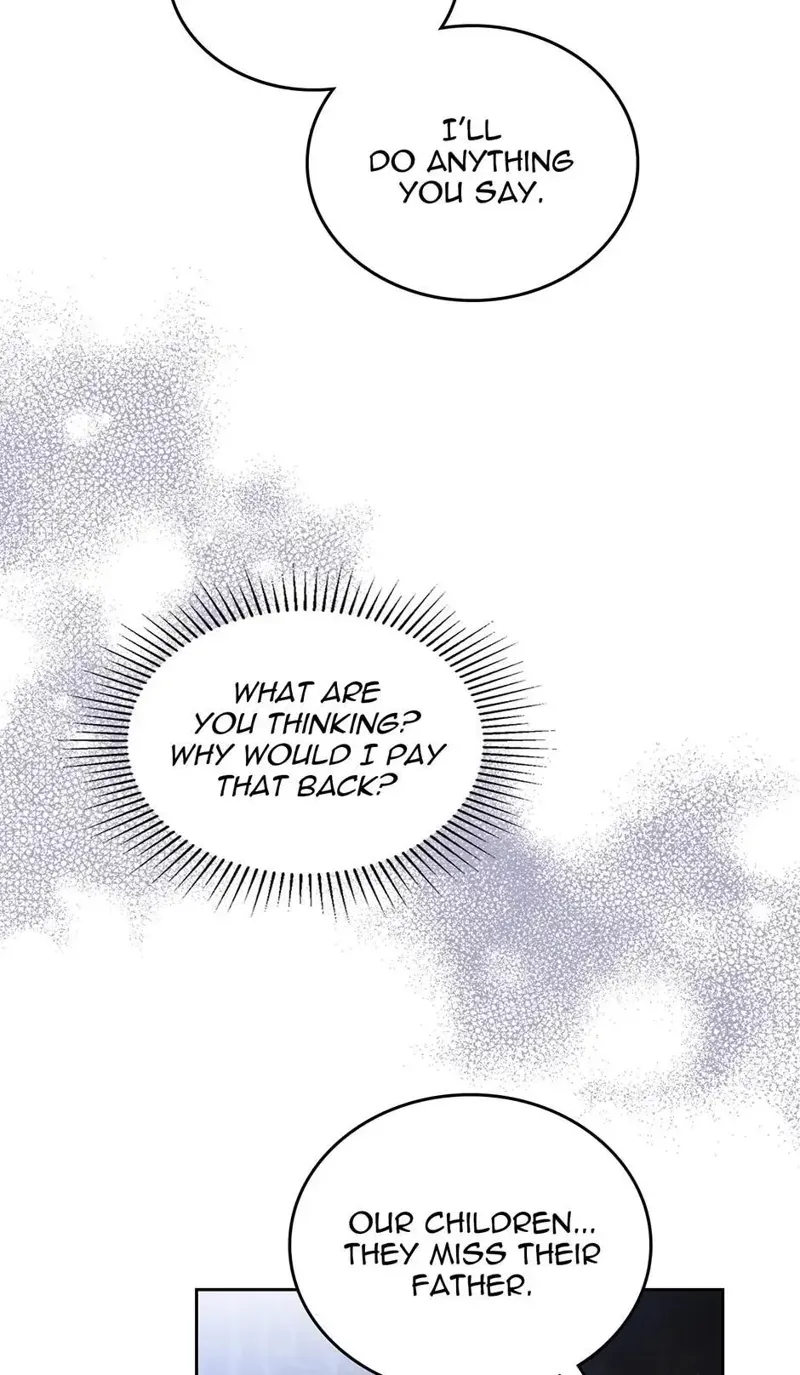 I'LL
DO ANYTHING
YOU SAY.
WHAT ARE
YOU THINKING?
WHY WOULD I PAY
THAT BACK?
OUR CHILDREN...
THEY MISS THEIR
FATHER.